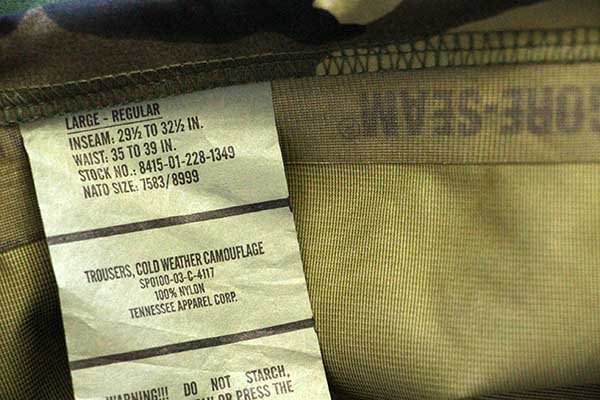 LARGE - REGULAR
INSEAM: 29½ TO 32½ IN.
WAIST: 35 TO 39 IN.
STOCK NO.: 8415-01-228-1349
NATO SIZE: 7583/8999
TROUSERS, COLD WEATHER CAMOUFLAGE
SPO100-03-C-4117
100% NYLON
TENNESSEE APPAREL CORP.
WARNING!!! DO NOT STARCH,
OR PRESS THE
GORE-SEAM®